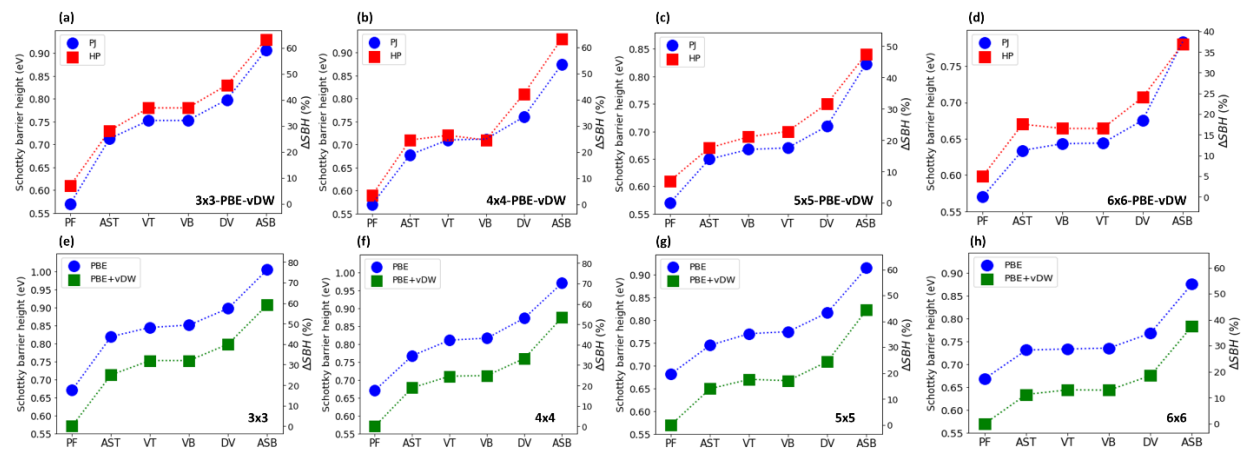 (a)
PJ
HP
Schottky barrier height (eV)
0.90
0.85
0.80
0.75
0.70
0.65
0.60
0.55
60
50
40
30
20
10
0
ΔSBH (%)
3x3-PBE-vDW
PF AST VT VB DV ASB
(b)
PJ
HP
Schottky barrier height (eV)
0.90
0.85
0.80
0.75
0.70
0.65
0.60
0.55
60
50
40
30
20
10
0
ΔSBH (%)
4x4-PBE-vDW
PF AST VT VB DV ASB
(c)
PJ
HP
Schottky barrier height (eV)
0.85
0.80
0.75
0.70
0.65
0.60
0.55
50
40
30
20
10
0
ΔSBH (%)
5x5-PBE-vDW
PF AST VT VB DV ASB
(d)
PJ
HP
Schottky barrier height (eV)
0.75
0.70
0.65
0.60
0.55
40
35
30
25
20
15
10
5
0
ΔSBH (%)
6x6-PBE-vDW
PF AST VT VB DV ASB
(e)
PBE
PBE+vDW
Schottky barrier height (eV)
1.00
0.95
0.90
0.85
0.80
0.75
0.70
0.65
0.60
0.55
80
70
60
50
40
30
20
10
0
ΔSBH (%)
3x3
PF AST VT VB DV ASB
(f)
PBE
PBE+vDW
Schottky barrier height (eV)
1.00
0.95
0.90
0.85
0.80
0.75
0.70
0.65
0.60
0.55
70
60
50
40
30
20
10
0
ΔSBH (%)
4x4
PF AST VT VB DV ASB
(g)
PBE
PBE+vDW
Schottky barrier height (eV)
0.90
0.85
0.80
0.75
0.70
0.65
0.60
0.55
60
50
40
30
20
10
0
ΔSBH (%)
5x5
PF AST VT VB DV ASB
(h)
PBE
PBE+vDW
Schottky barrier height (eV)
0.90
0.85
0.80
0.75
0.70
0.65
0.60
0.55
60
50
40
30
20
10
0
ΔSBH (%)
6x6
PF AST VT VB DV ASB